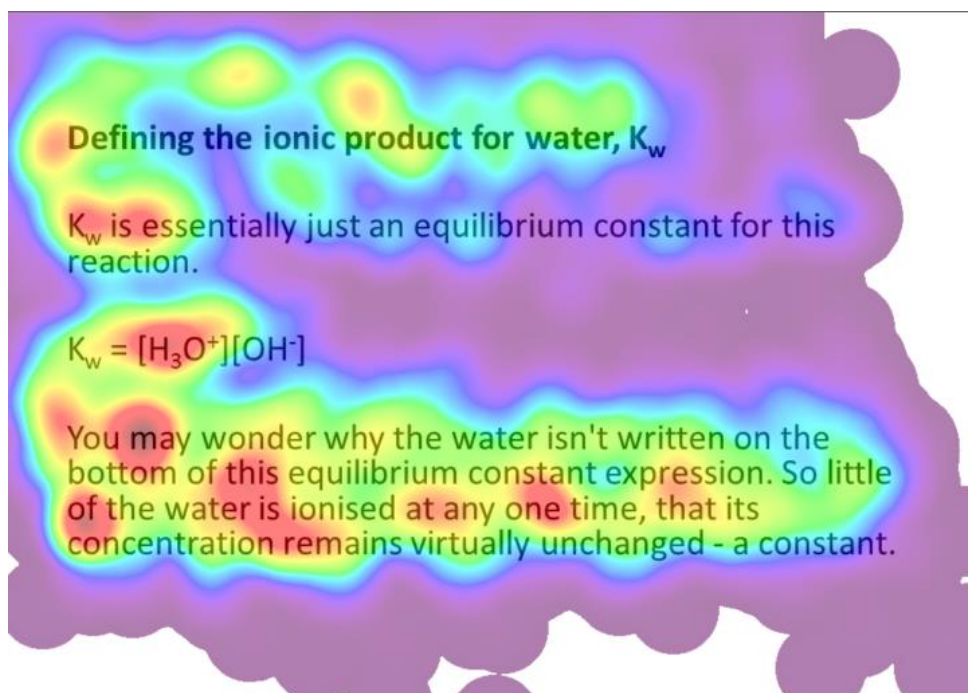 Defining the ionic product for water, Kw
Kw is essentially just an equilibrium constant for this
reaction.
Kw = [H3O+][OH-]
You may wonder why the water isn't written on the
bottom of this equilibrium constant expression. So little
of the water is ionised at any one time, that its
concentration remains virtually unchanged - a constant.